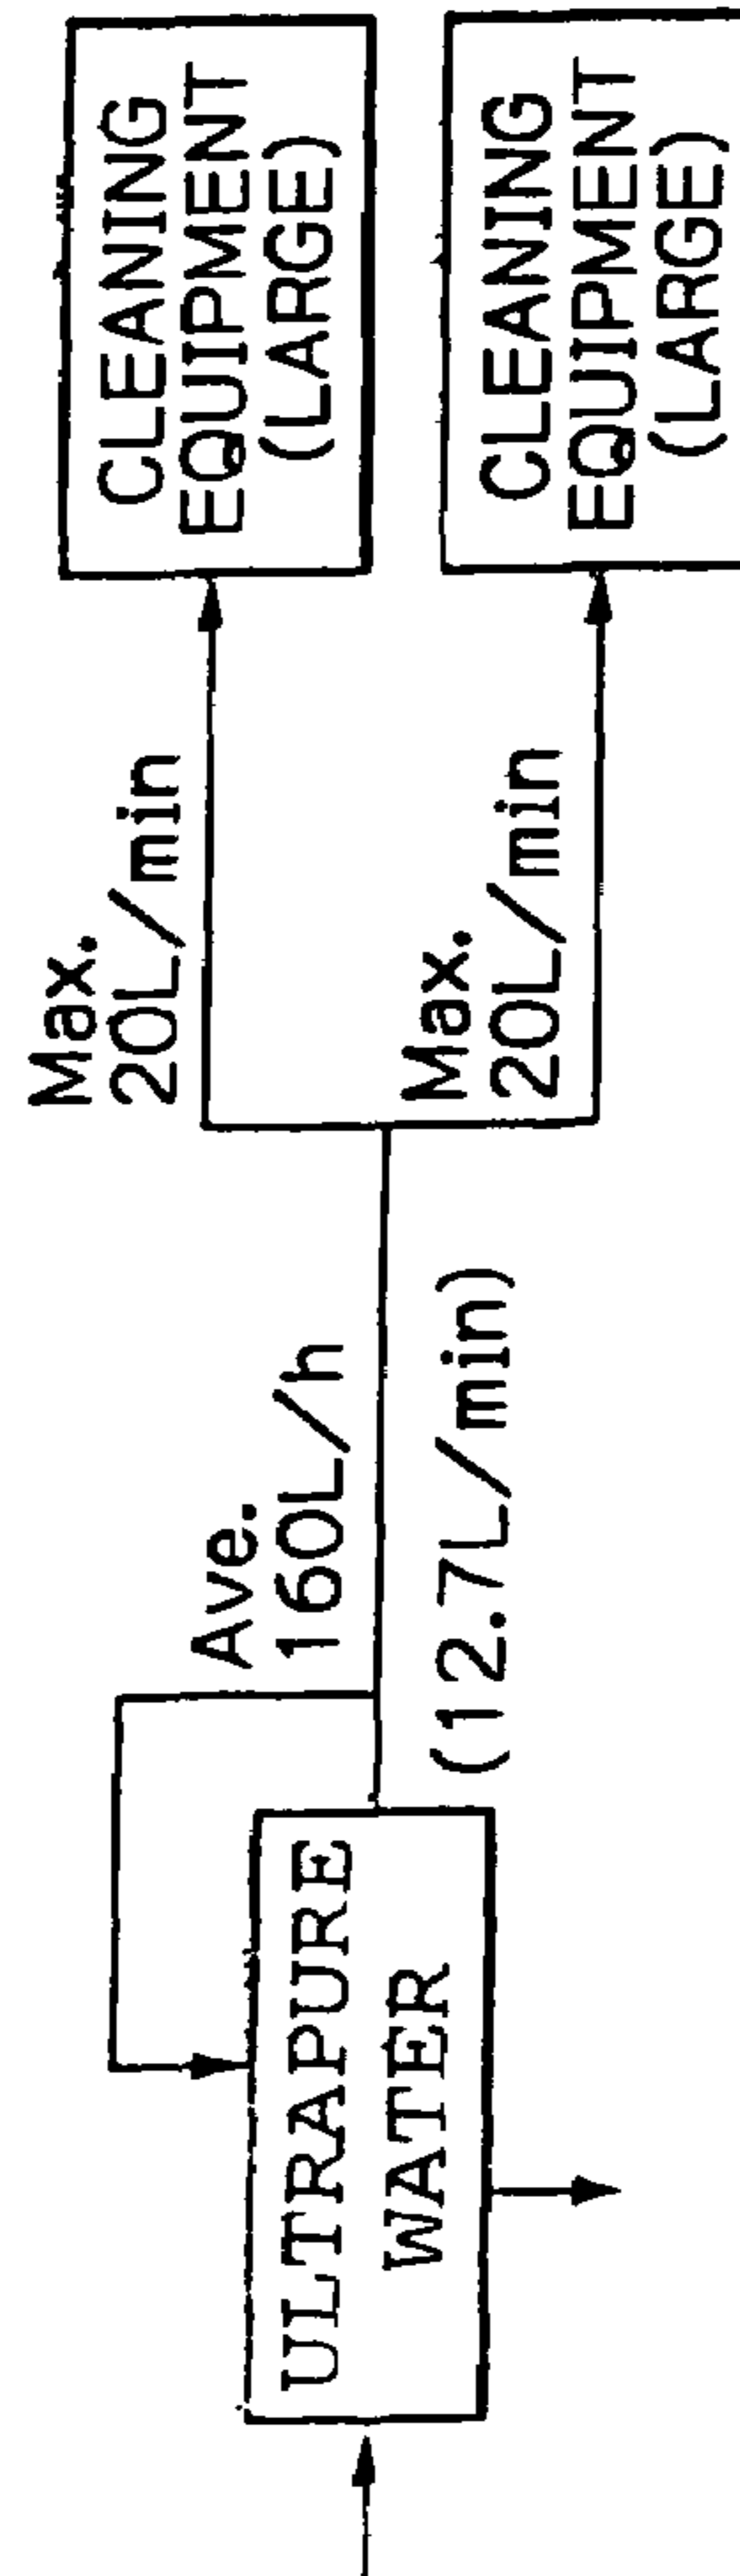 ULTRAPURE
WATER
Ave.
160L/h
(12.7L/min)
Max.
20L/min
CLEANING
EQUIPMENT
(LARGE)
Max.
20L/min
CLEANING
EQUIPMENT
(LARGE)